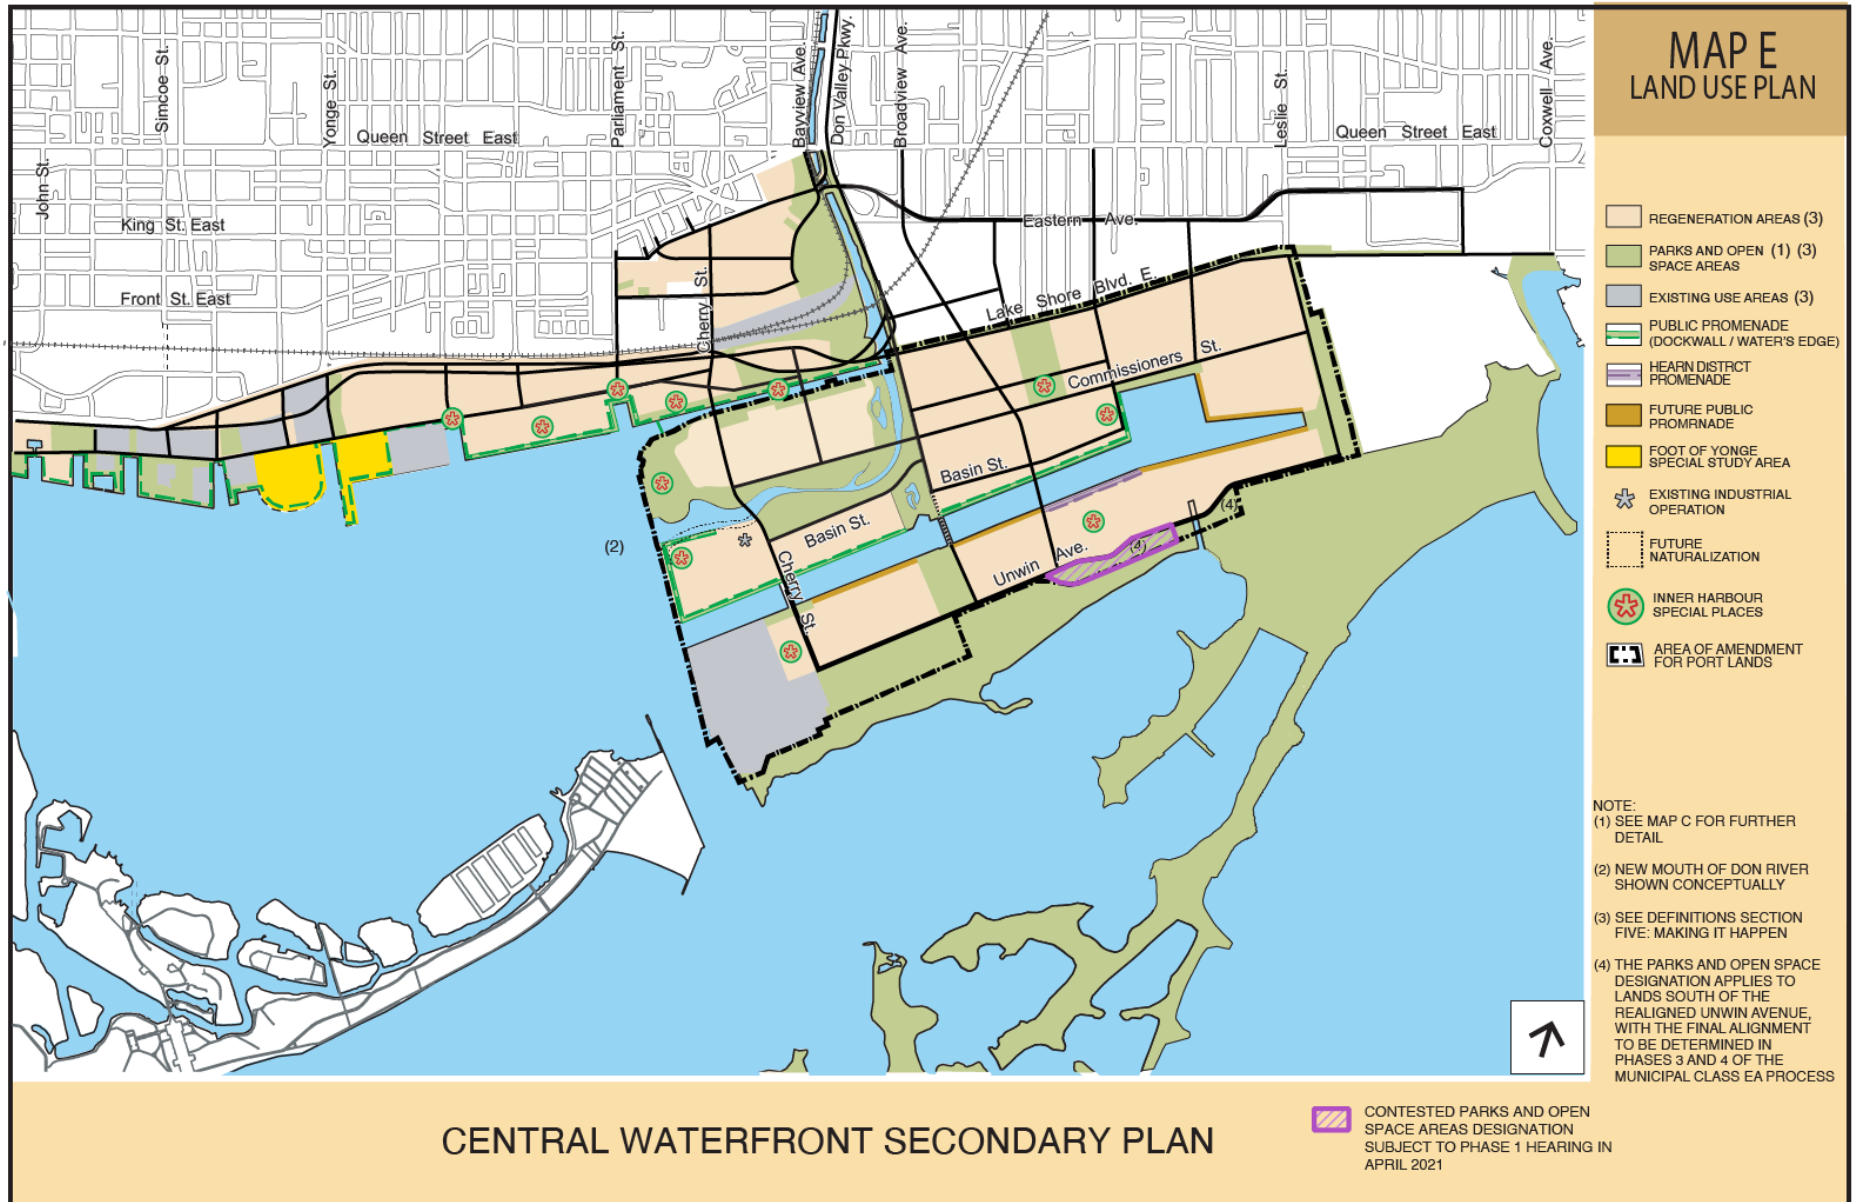 MAP E
LAND USE PLAN
Simcoe St.
Yonge St.
Parliament St.
Bayview Ave.
Don Valley Pkwy.
Broadview Ave.
Leslie St.
Coxwell Ave.
Queen Street East
Queen Street East
John St.
King St. East
Eastern Ave.
Front St. East
Cherry St.
Lake Shore Blvd. E.
Commissioners St.
Basin St.
Basin St.
(2)
Cherry St.
Unwin Ave.
(4)
(4)
REGENERATION AREAS (3)
PARKS AND OPEN (1) (3)
SPACE AREAS
EXISTING USE AREAS (3)
PUBLIC PROMENADE
(DOCKWALL / WATER'S EDGE)
HEARN DISTRCT
PROMENADE
FUTURE PUBLIC
PROMRNADE
FOOT OF YONGE
SPECIAL STUDY AREA
EXISTING INDUSTRIAL
OPERATION
FUTURE
NATURALIZATION
INNER HARBOUR
SPECIAL PLACES
AREA OF AMENDMENT
FOR PORT LANDS
NOTE:
(1) SEE MAP C FOR FURTHER
DETAIL
(2) NEW MOUTH OF DON RIVER
SHOWN CONCEPTUALLY
(3) SEE DEFINITIONS SECTION
FIVE: MAKING IT HAPPEN
(4) THE PARKS AND OPEN SPACE
DESIGNATION APPLIES TO
LANDS SOUTH OF THE
REALIGNED UNWIN AVENUE,
WITH THE FINAL ALIGNMENT
TO BE DETERMINED IN
PHASES 3 AND 4 OF THE
MUNICIPAL CLASS EA PROCESS
CENTRAL WATERFRONT SECONDARY PLAN
CONTESTED PARKS AND OPEN
SPACE AREAS DESIGNATION
SUBJECT TO PHASE 1 HEARING IN
APRIL 2021